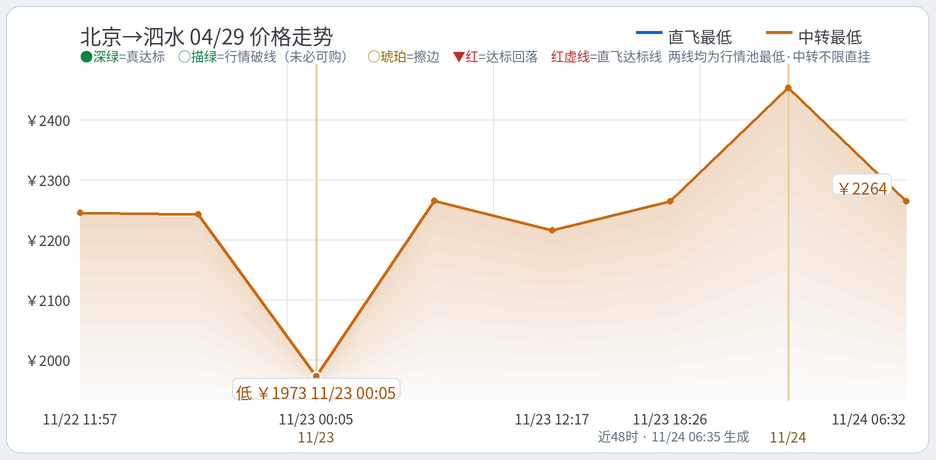 北京→泗水 04/29 价格走势
直飞最低 中转最低
●深绿=真达标 ○描绿=行情破线（未必可购） ○琥珀=擦边 ▼红=达标回落 红虚线=直飞达标线 两线均为行情池最低·中转不限直挂
￥2400
￥2300
￥2264
￥2200
￥2100
￥2000
低 ￥1973 11/23 00:05
11/22 11:57 11/23 00:05 11/23 12:17 11/23 18:26 11/24 06:32
11/23 近48时 · 11/24 06:35 生成 11/24